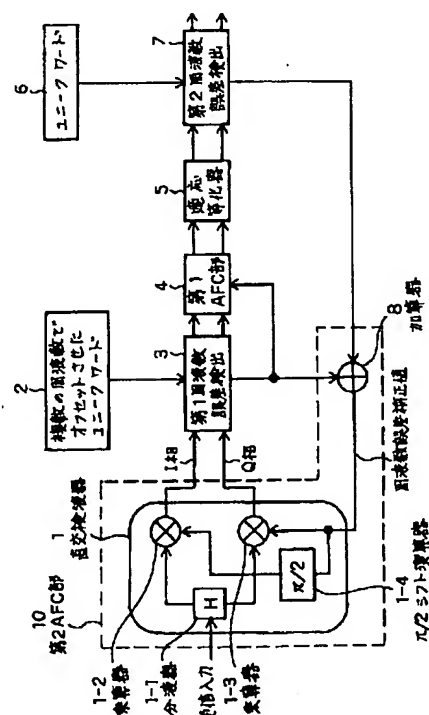 6
ユニークワード
7
第2周波数
誤差検出
5
適応
等化器
4
第1
AFC部
2
複数の周波数で
オフセットさせた
ユニークワード
3
第1周波数
誤差検出
8
加算器
周波数誤差補正値
I相
Q相
10
第2AFC部
1
直交検波器
1-2
乗算器
1-1
分波器
受信入力
1-3
乗算器
H
π/2
1-4
π/2シフト演算器